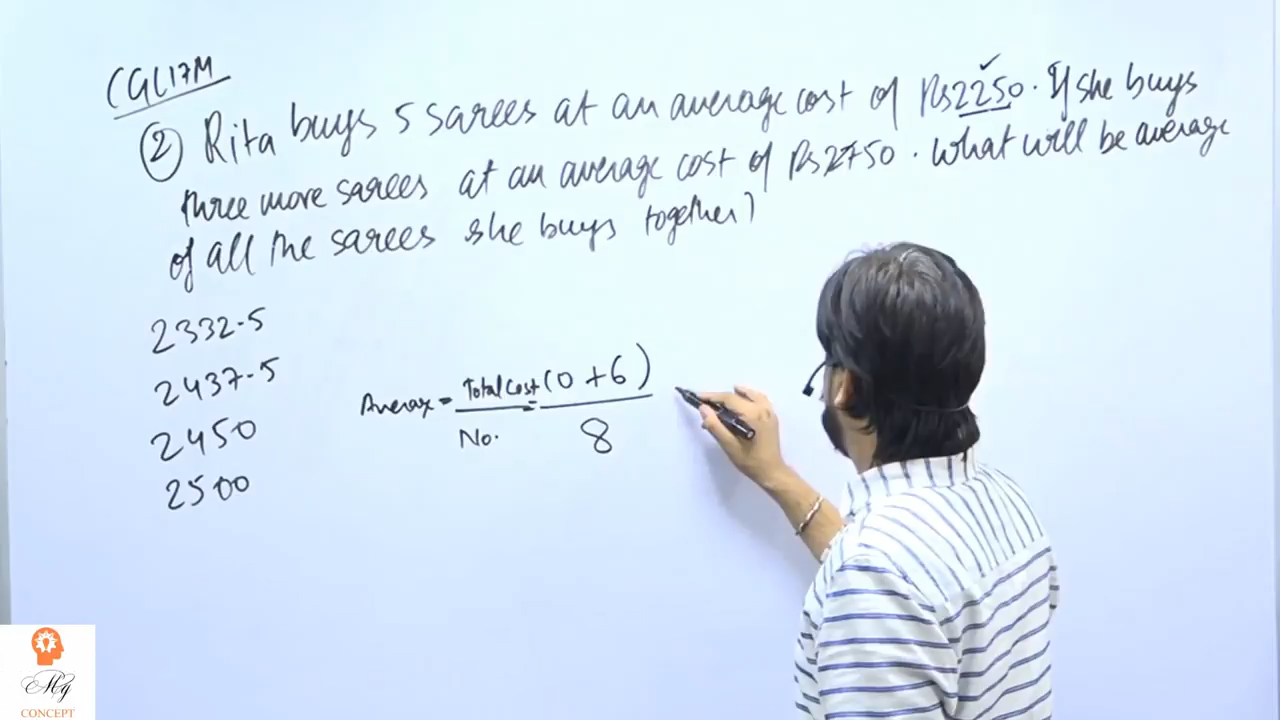 CGL17M
② Rita buys 5 sarees at an average cost of Rs2250. If she buys
three more sarees at an average cost of Rs2750. What will be average
of all the sarees she buys together?
2332.5
2437.5
2450
2500
Average = Total Cost = (0 + 6)
No. 8
Mg
CONCEPT